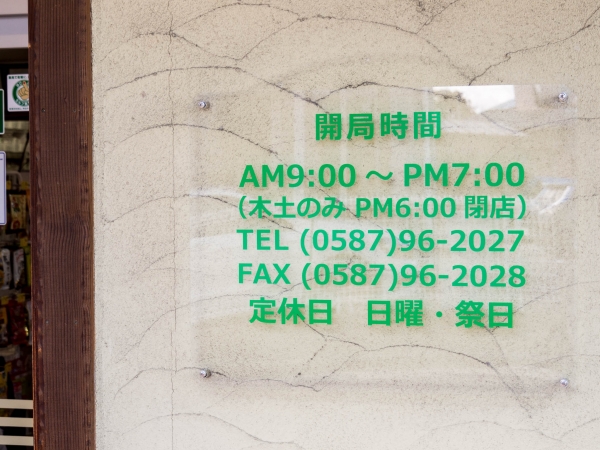 開局時間
AM9:00 ～ PM7:00
（木土のみ PM6:00 閉店）
TEL (0587)96-2027
FAX (0587)96-2028
定休日　日曜・祭日